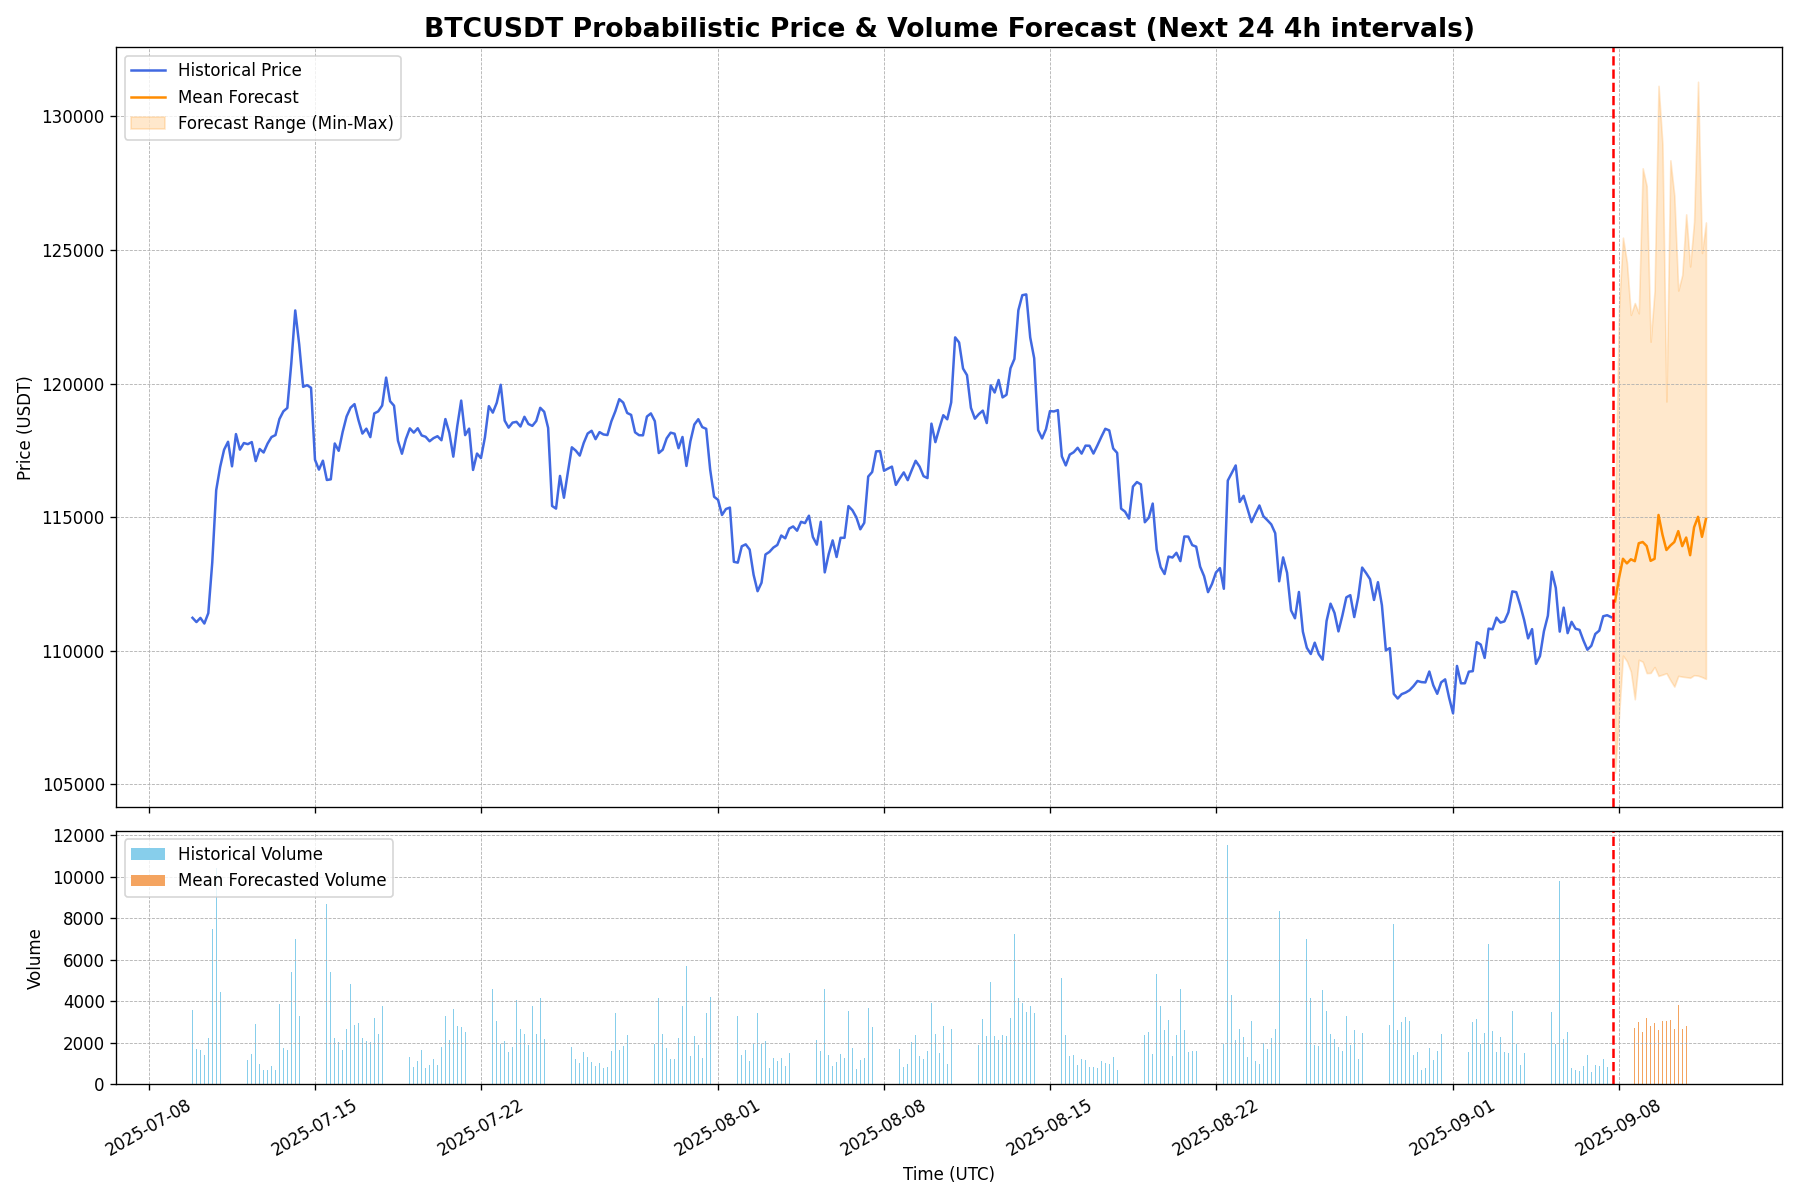 BTCUSDT Probabilistic Price & Volume Forecast (Next 24 4h intervals)
Historical Price
Mean Forecast
Forecast Range (Min-Max)
Price (USDT)
130000
125000
120000
115000
110000
105000
Historical Volume
Mean Forecasted Volume
Volume
12000
10000
8000
6000
4000
2000
0
2025-07-08
2025-07-15
2025-07-22
2025-08-01
2025-08-08
2025-08-15
2025-08-22
2025-09-01
2025-09-08
Time (UTC)